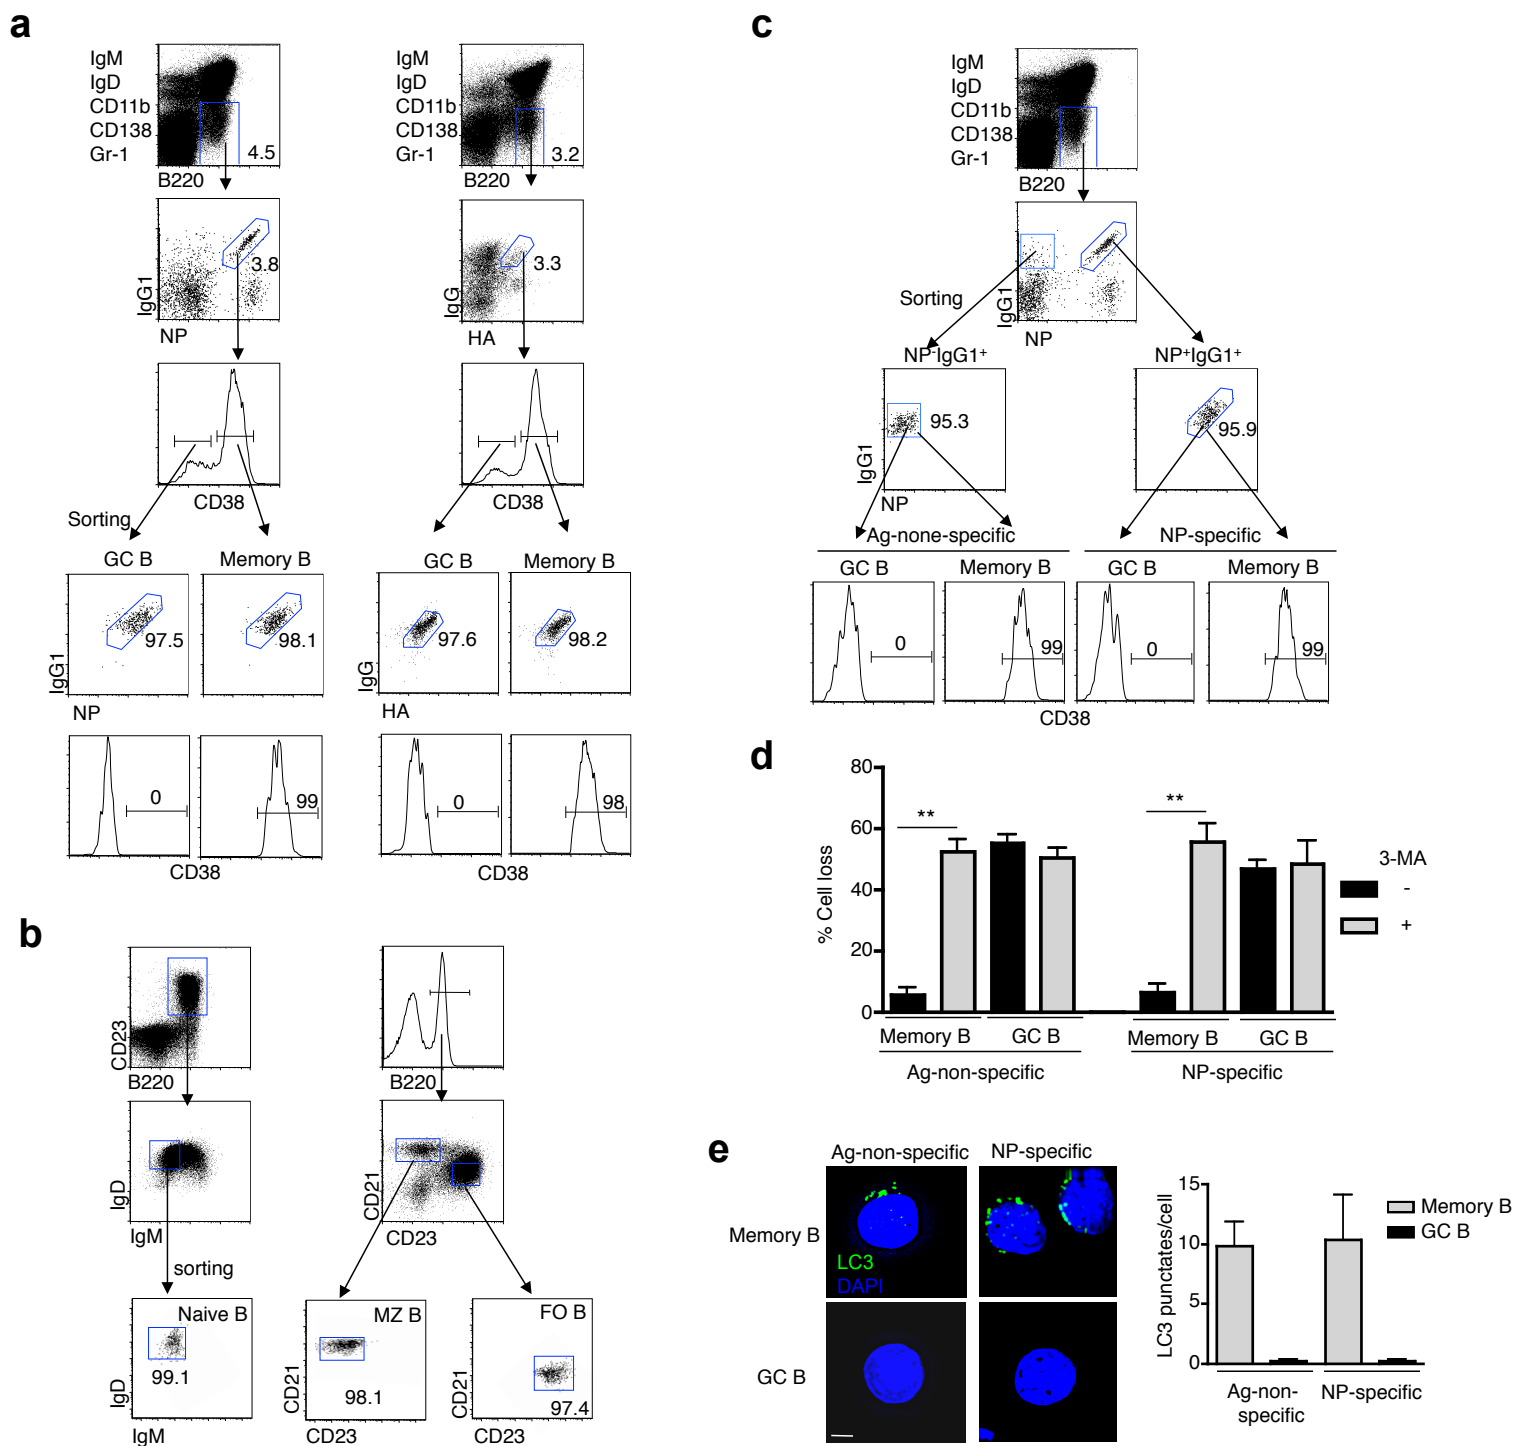 a
IgM
IgD
CD11b
CD138
Gr-1
4.5
B220
IgM
IgD
CD11b
CD138
Gr-1
3.2
B220
3.8
IgG1
NP
3.3
IgG
HA
CD38
CD38
Sorting
GC B
Memory B
GC B
Memory B
97.5
98.1
97.6
98.2
IgG1
NP
IgG
HA
0
99
0
98
CD38
CD38
b
CD23
B220
B220
IgD
IgM
CD21
CD23
sorting
Naive B
99.1
IgD
IgM
MZ B
98.1
CD21
CD23
FO B
97.4
CD21
CD23
c
IgM
IgD
CD11b
CD138
Gr-1
B220
IgG1
NP
Sorting
NP-IgG1+
NP+IgG1+
95.3
95.9
IgG1
NP
Ag-none-specific
NP-specific
GC B
Memory B
GC B
Memory B
0
99
0
99
CD38
d
% Cell loss
80
60
40
20
0
**
**
3-MA
-
+
Memory B
GC B
Memory B
GC B
Ag-non-specific
NP-specific
e
Ag-non-specific
NP-specific
Memory B
LC3
DAPI
GC B
LC3 punctates/cell
15
10
5
0
Memory B
GC B
Ag-non-
specific
NP-specific